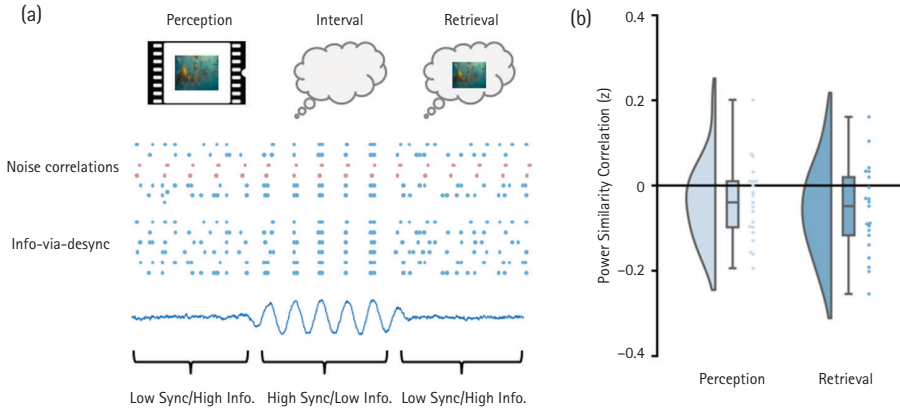 (a)
Perception Interval Retrieval
Noise correlations
Info-via-desync
Low Sync/High Info. High Sync/Low Info. Low Sync/High Info.
(b)
Power Similarity Correlation (z)
0.4
0.2
0
−0.2
−0.4
Perception Retrieval